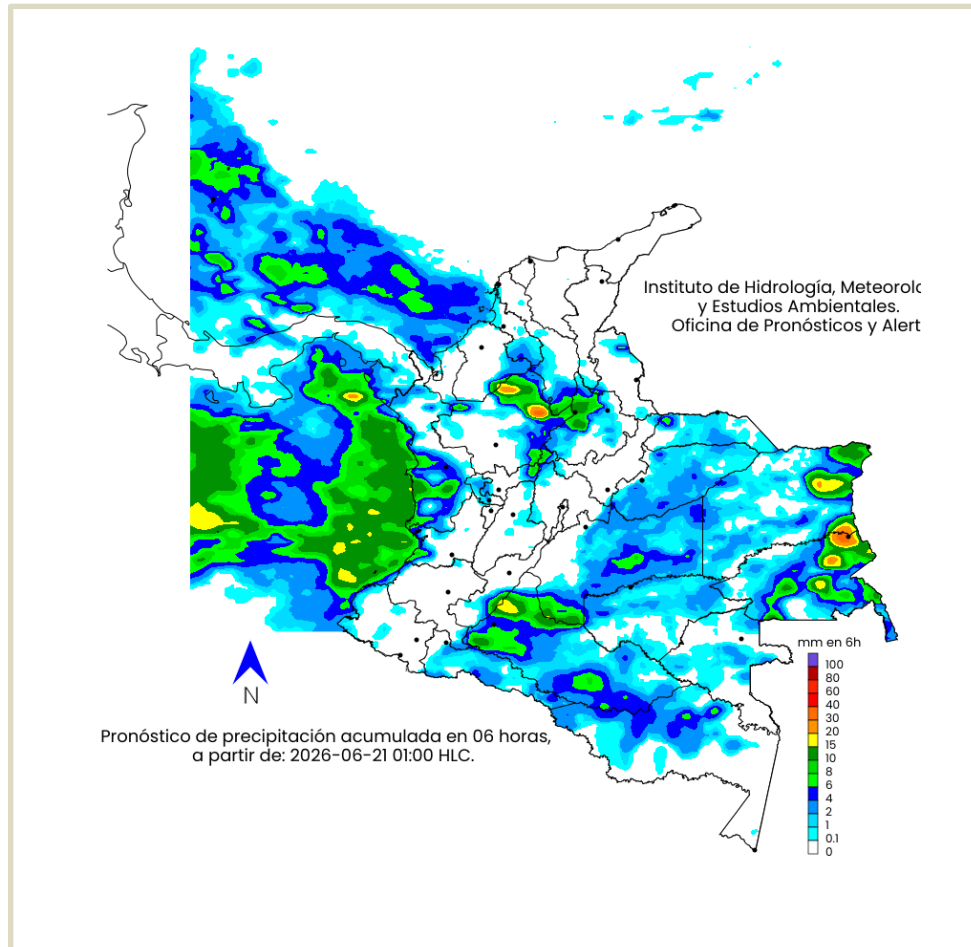 Instituto de Hidrología, Meteorolo
y Estudios Ambientales.
Oficina de Pronósticos y Alert
mm en 6h
100
80
60
40
30
20
15
10
8
6
4
2
1
0.1
0
N
Pronóstico de precipitación acumulada en 06 horas,
a partir de: 2026-06-21 01:00 HLC.